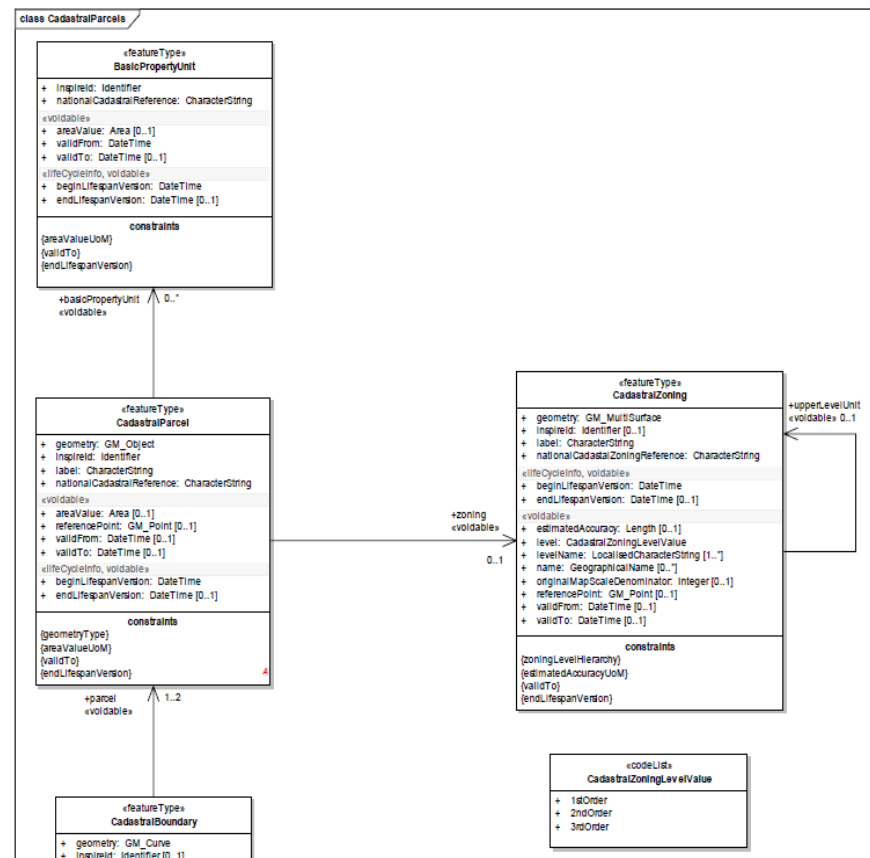 class CadastralParcels
«featureType»
BasicPropertyUnit
+ inspireId: Identifier
+ nationalCadastralReference: CharacterString
«voidable»
+ areaValue: Area [0..1]
+ validFrom: DateTime
+ validTo: DateTime [0..1]
«lifeCycleInfo, voidable»
+ beginLifespanVersion: DateTime
+ endLifespanVersion: DateTime [0..1]
constraints
{areaValueUoM}
{validTo}
{endLifespanVersion}
+basicPropertyUnit 0..*
«voidable»
«featureType»
CadastralParcel
+ geometry: GM_Object
+ inspireId: Identifier
+ label: CharacterString
+ nationalCadastralReference: CharacterString
«voidable»
+ areaValue: Area [0..1]
+ referencePoint: GM_Point [0..1]
+ validFrom: DateTime [0..1]
+ validTo: DateTime [0..1]
«lifeCycleInfo, voidable»
+ beginLifespanVersion: DateTime
+ endLifespanVersion: DateTime [0..1]
constraints
{geometryType}
{areaValueUoM}
{validTo}
{endLifespanVersion}
A
+zoning
«voidable»
0..1
«featureType»
CadastralZoning
+ geometry: GM_MultiSurface
+ inspireId: Identifier [0..1]
+ label: CharacterString
+ nationalCadastalZoningReference: CharacterString
«lifeCycleInfo, voidable»
+ beginLifespanVersion: DateTime
+ endLifespanVersion: DateTime [0..1]
«voidable»
+ estimatedAccuracy: Length [0..1]
+ level: CadastralZoningLevelValue
+ levelName: LocalisedCharacterString [1..*]
+ name: GeographicalName [0..*]
+ originalMapScaleDenominator: Integer [0..1]
+ referencePoint: GM_Point [0..1]
+ validFrom: DateTime [0..1]
+ validTo: DateTime [0..1]
constraints
{zoningLevelHierarchy}
{estimatedAccuracyUoM}
{validTo}
{endLifespanVersion}
+upperLevelUnit
«voidable» 0..1
+parcel 1..2
«voidable»
«codeList»
CadastralZoningLevelValue
+ 1stOrder
+ 2ndOrder
+ 3rdOrder
«featureType»
CadastralBoundary
+ geometry: GM_Curve
+ inspireId: Identifier [0..1]